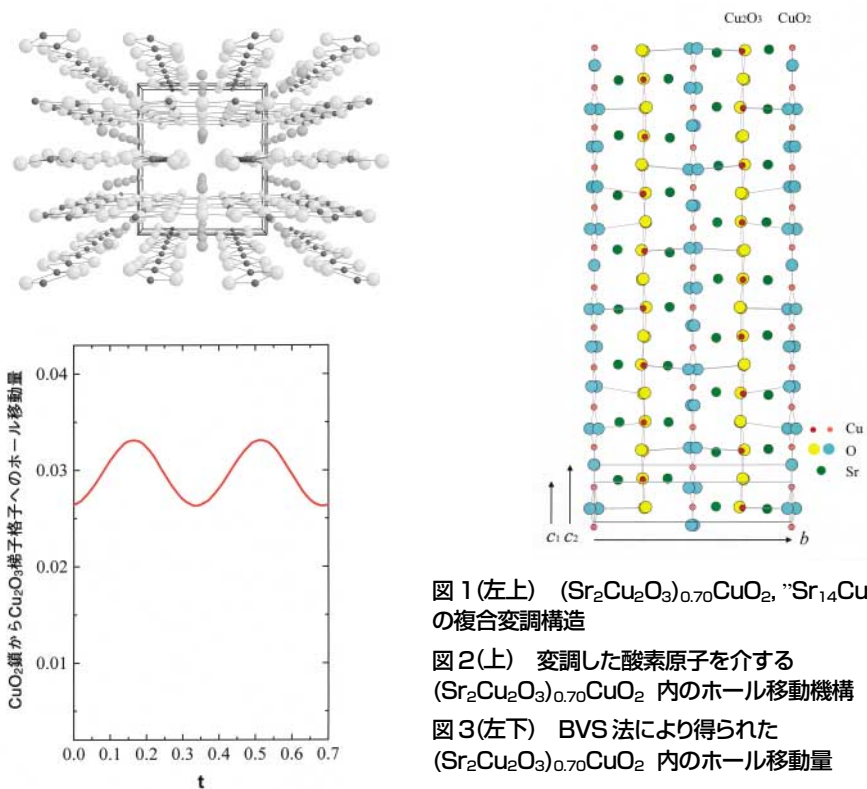 Cu₂O₃ CuO₂
Cu
O
Sr
c₁ c₂
b
CuO₂鎖からCu₂O₃梯子格子へのホール移動量
0.04
0.03
0.02
0.01
0.0 0.1 0.2 0.3 0.4 0.5 0.6 0.7
t
図1(左上) (Sr₂Cu₂O₃)₀.₇₀CuO₂, ”Sr₁₄Cu
の複合変調構造
図2(上) 変調した酸素原子を介する
(Sr₂Cu₂O₃)₀.₇₀CuO₂ 内のホール移動機構
図3(左下) BVS法により得られた
(Sr₂Cu₂O₃)₀.₇₀CuO₂ 内のホール移動量